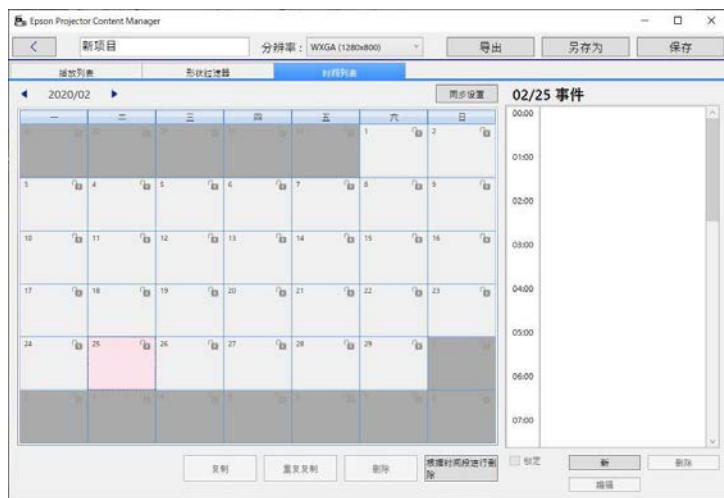 Epson Projector Content Manager
新项目 分辨率： WXGA (1280x800) 导出 另存为 保存
播放列表 形状过滤器 时间列表
2020/02 同步设置 02/25 事件
一 二 三 四 五 六 日
1 2
3 4 5 6 7 8 9
10 11 12 13 14 15 16
17 18 19 20 21 22 23
24 25 26 27 28 29
00:00
01:00
02:00
03:00
04:00
05:00
06:00
07:00
复制 重复复制 删除 根据时间段进行删除
锁定 新 删除
编辑